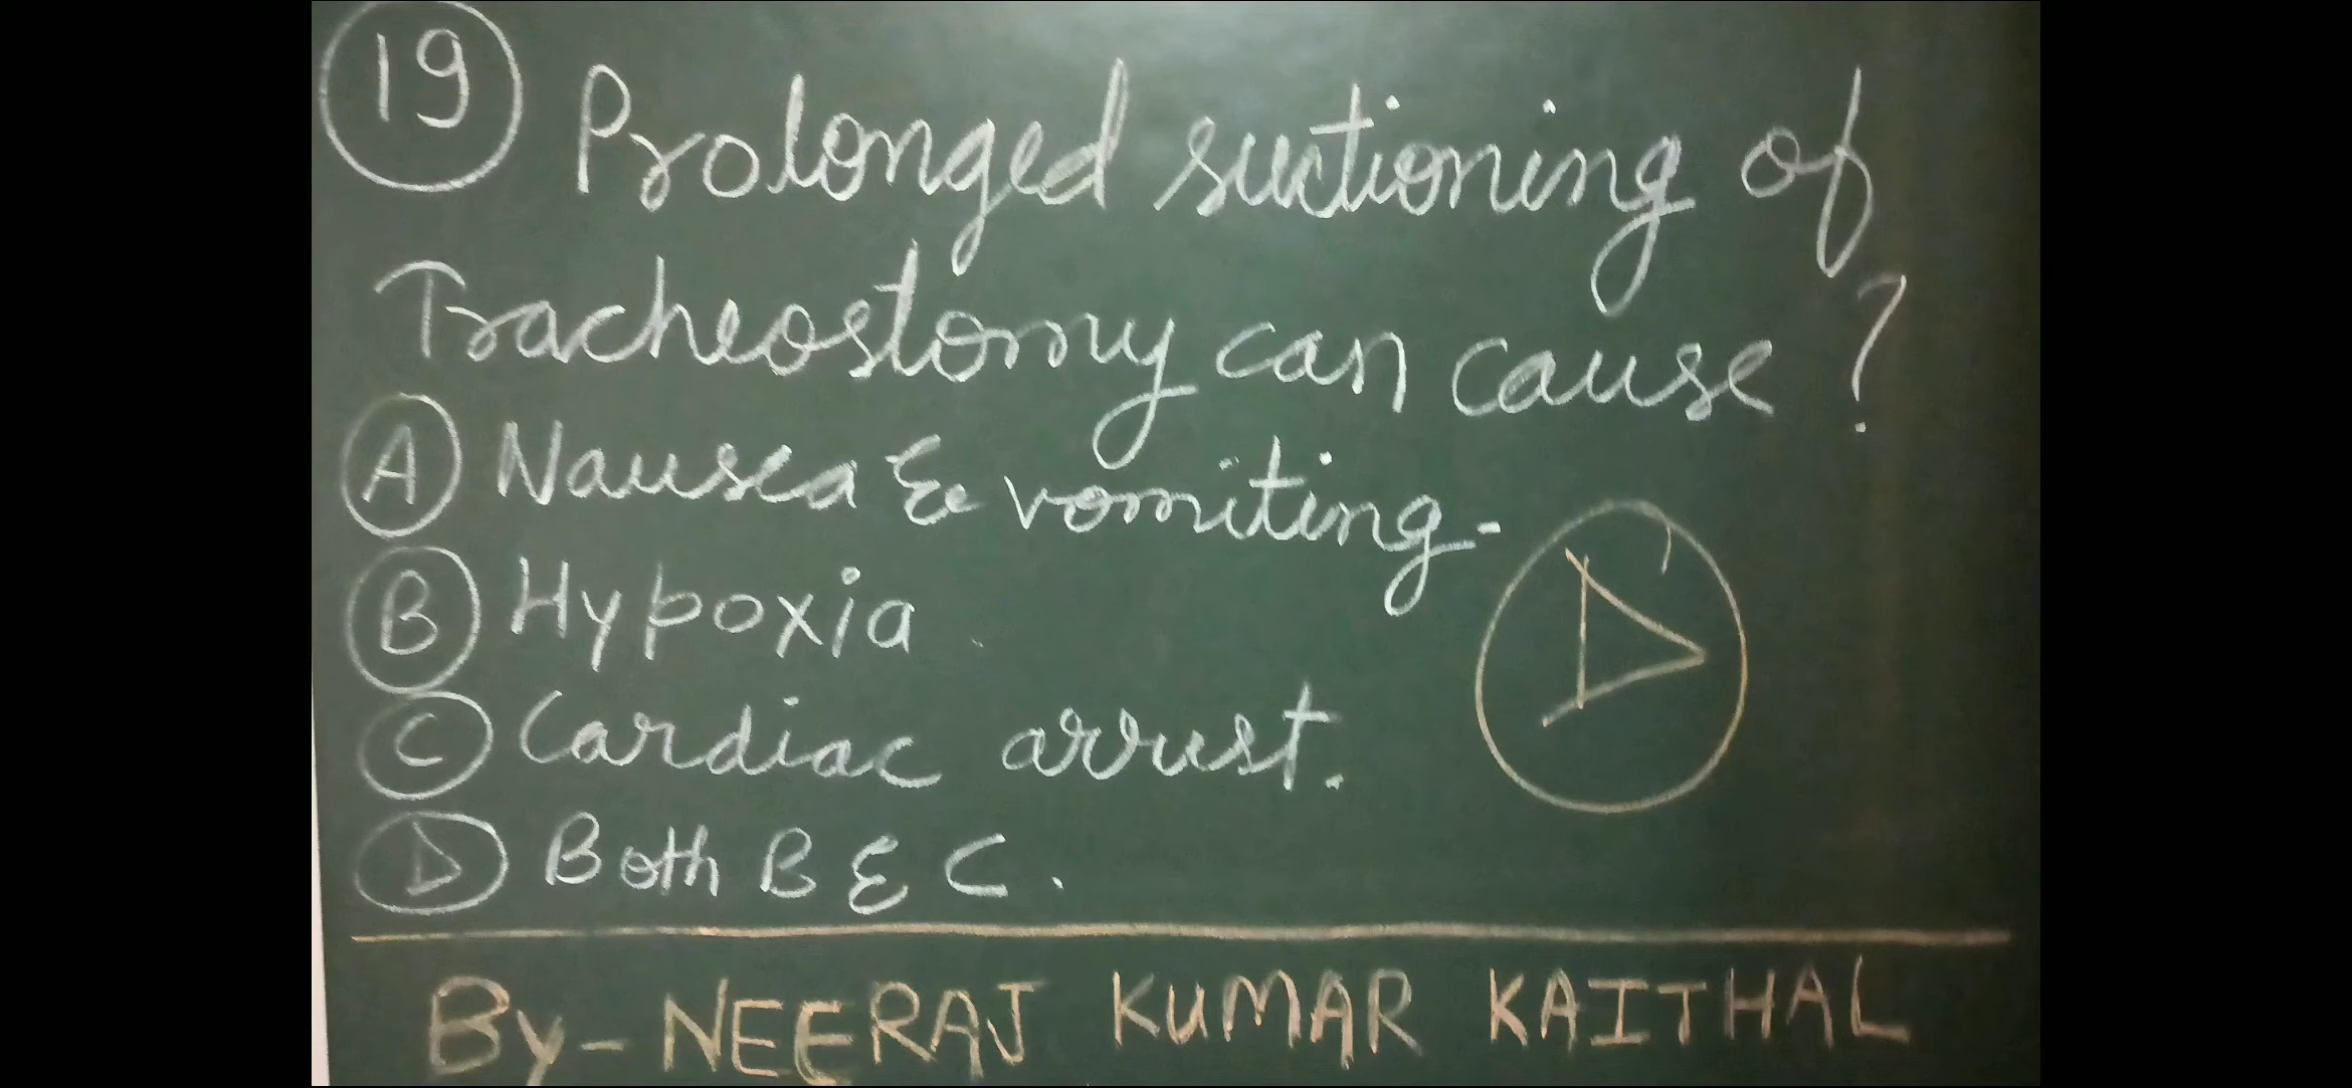 19 Prolonged suctioning of
Tracheostomy can cause ?
A Nausea & vomiting.
B Hypoxia
C Cardiac arrest.
D Both B & C.
D
By- NEERAJ KUMAR KAITHAL